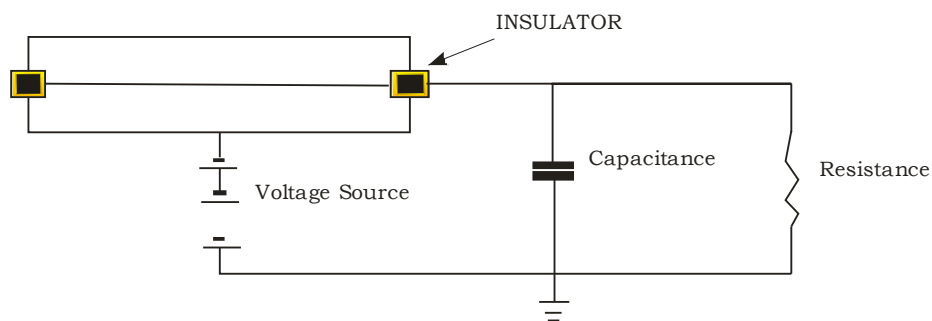 INSULATOR
Capacitance
Resistance
Voltage Source